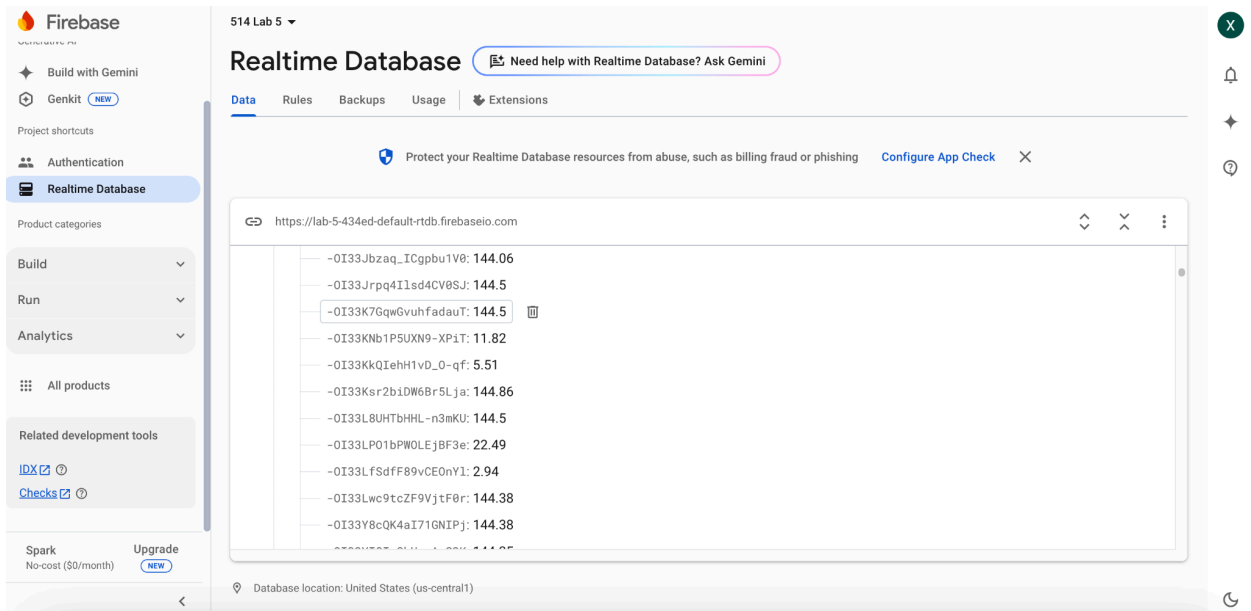 Firebase
Generative AI
Build with Gemini
Genkit NEW
Project shortcuts
Authentication
Realtime Database
Product categories
Build
Run
Analytics
All products
Related development tools
IDX
Checks
Spark
No-cost ($0/month)
Upgrade
NEW
514 Lab 5
Realtime Database
Need help with Realtime Database? Ask Gemini
Data Rules Backups Usage Extensions
Protect your Realtime Database resources from abuse, such as billing fraud or phishing Configure App Check
https://lab-5-434ed-default-rtdb.firebaseio.com
-OI33Jbzaq_ICgpbu1V0: 144.06
-OI33Jrpq4Ilsd4CV0SJ: 144.5
-OI33K7GqwGvuhfadauT: 144.5
-OI33KNb1P5UXN9-XPiT: 11.82
-OI33KkQIehH1vD_O-qf: 5.51
-OI33Ksr2biDW6Br5Lja: 144.86
-OI33L8UHTbHHL-n3mKU: 144.5
-OI33LPO1bPWOLEjBF3e: 22.49
-OI33LfSdfF89vCEOnYl: 2.94
-OI33Lwc9tcZF9VjtF0r: 144.38
-OI33Y8cQK4aI71GNIPj: 144.38
Database location: United States (us-central1)
X